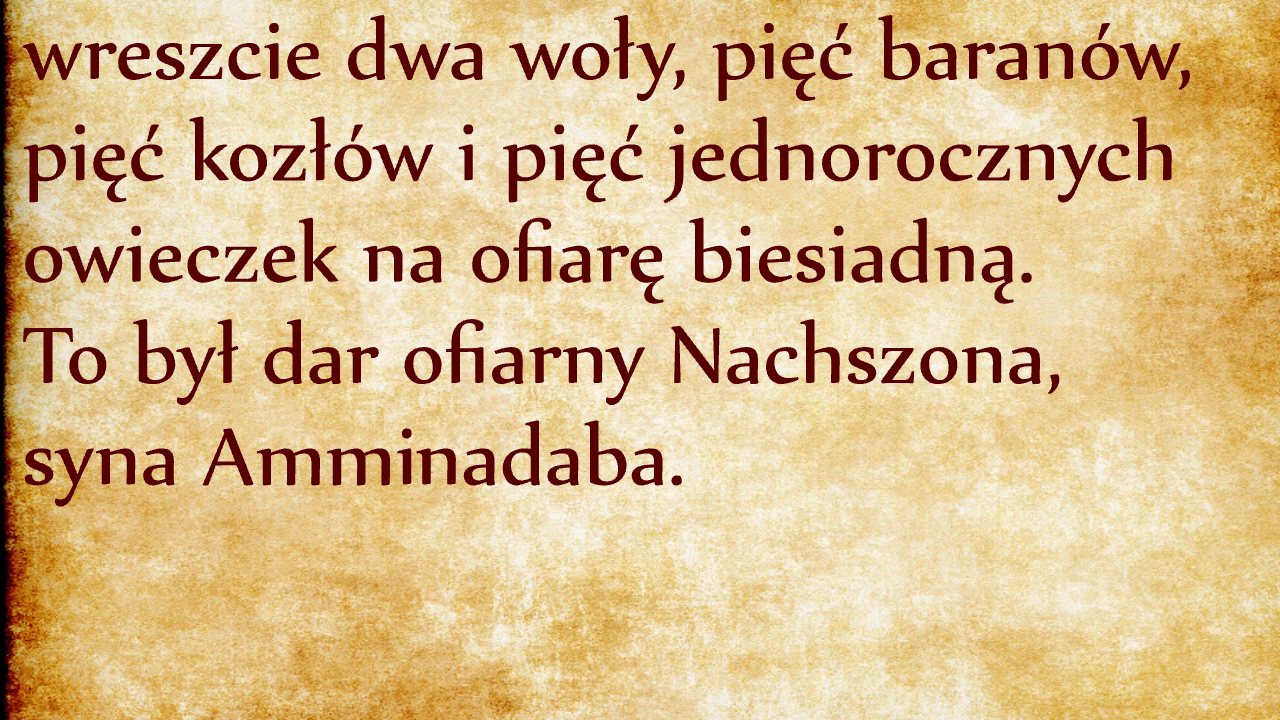 wreszcie dwa woły, pięć baranów,
pięć kozłów i pięć jednorocznych
owieczek na ofiarę biesiadną.
To był dar ofiarny Nachszona,
syna Amminadaba.